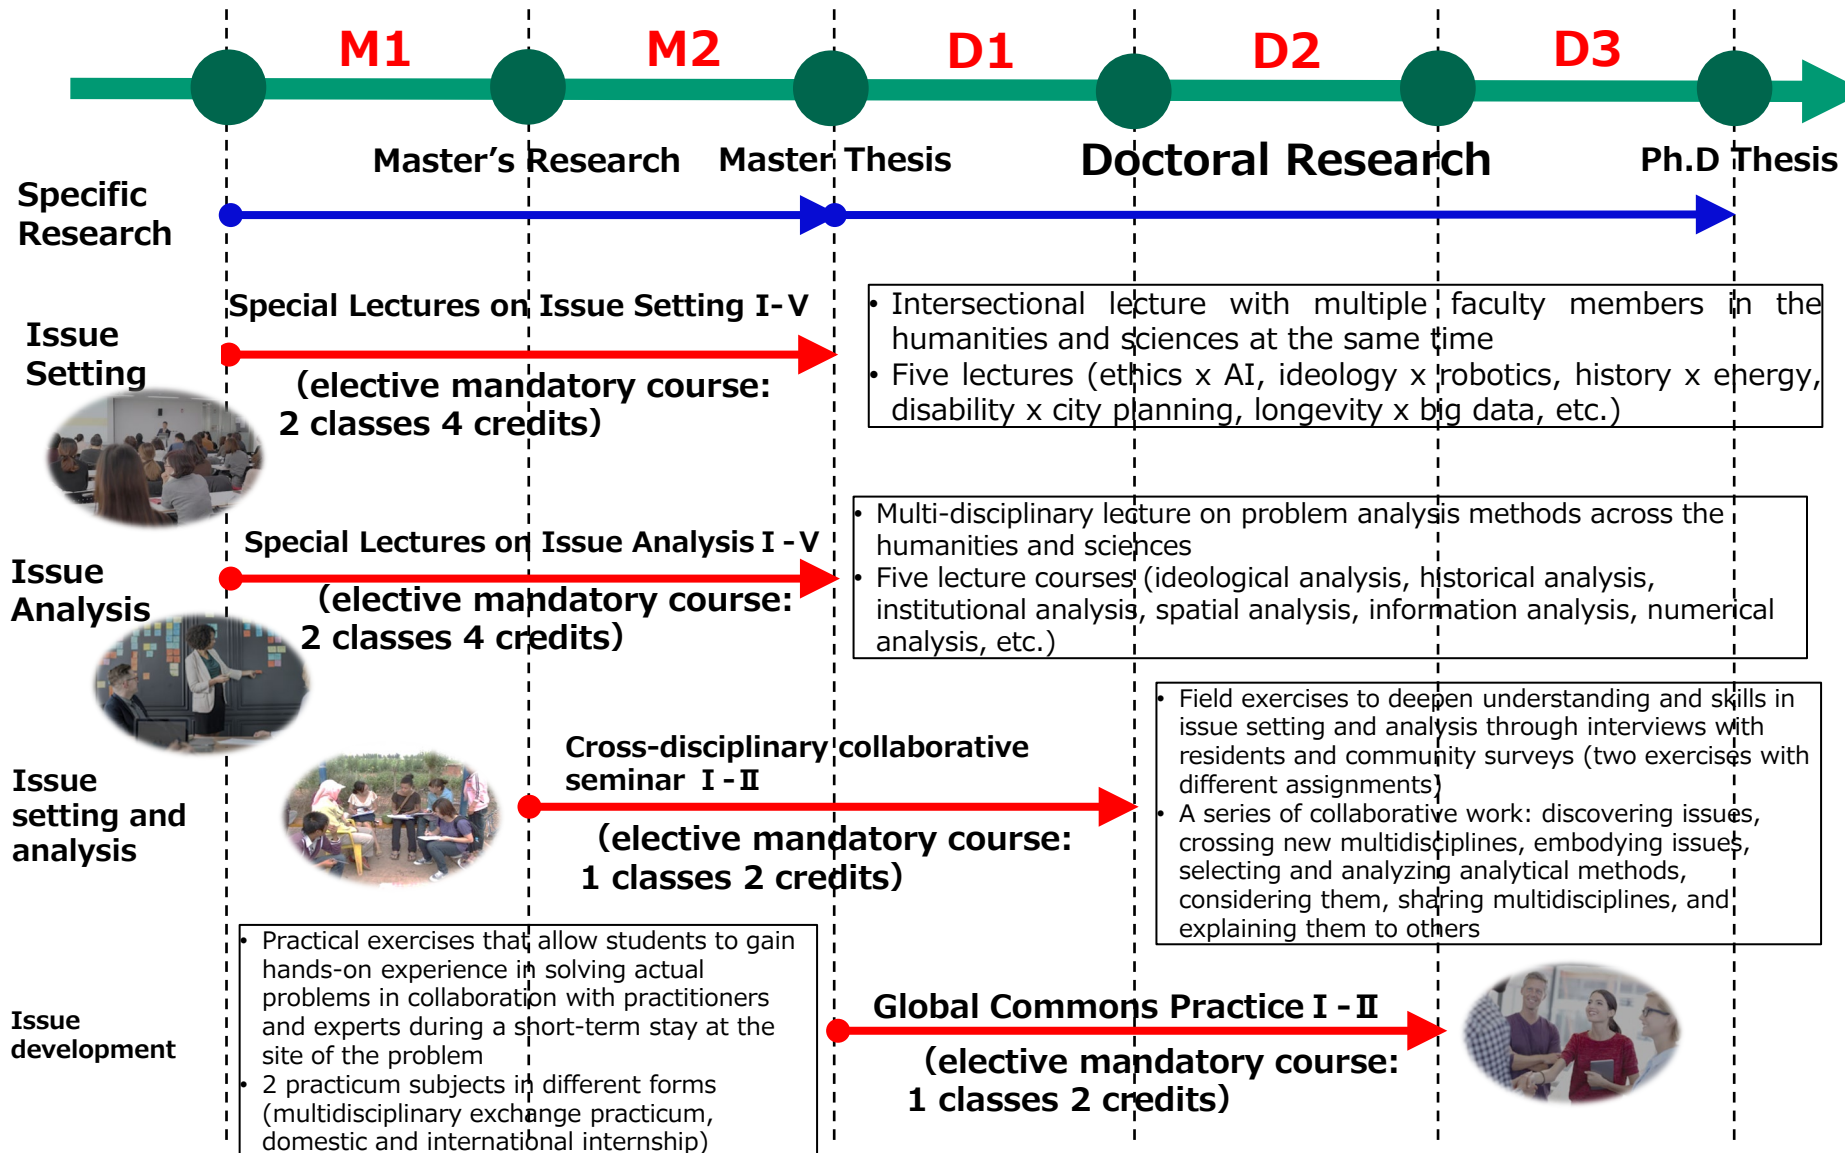 M1
M2
D1
D2
D3
Master’s Research
Master Thesis
Doctoral Research
Ph.D Thesis
Specific
Research
Special Lectures on Issue Setting Ⅰ-Ⅴ
Issue
Setting
(elective mandatory course:
2 classes 4 credits)
• Intersectional lecture with multiple faculty members in the
humanities and sciences at the same time
• Five lectures (ethics x AI, ideology x robotics, history x energy,
disability x city planning, longevity x big data, etc.)
Special Lectures on Issue Analysis Ⅰ-Ⅴ
Issue
Analysis
(elective mandatory course:
2 classes 4 credits)
• Multi-disciplinary lecture on problem analysis methods across the
humanities and sciences
• Five lecture courses (ideological analysis, historical analysis,
institutional analysis, spatial analysis, information analysis, numerical
analysis, etc.)
Issue
setting and
analysis
Cross-disciplinary collaborative
seminar Ⅰ-Ⅱ
(elective mandatory course:
1 classes 2 credits)
• Field exercises to deepen understanding and skills in
issue setting and analysis through interviews with
residents and community surveys (two exercises with
different assignments)
• A series of collaborative work: discovering issues,
crossing new multidisciplines, embodying issues,
selecting and analyzing analytical methods,
considering them, sharing multidisciplines, and
explaining them to others
Issue
development
• Practical exercises that allow students to gain
hands-on experience in solving actual
problems in collaboration with practitioners
and experts during a short-term stay at the
site of the problem
• 2 practicum subjects in different forms
(multidisciplinary exchange practicum,
domestic and international internship)
Global Commons Practice Ⅰ-Ⅱ
(elective mandatory course:
1 classes 2 credits)